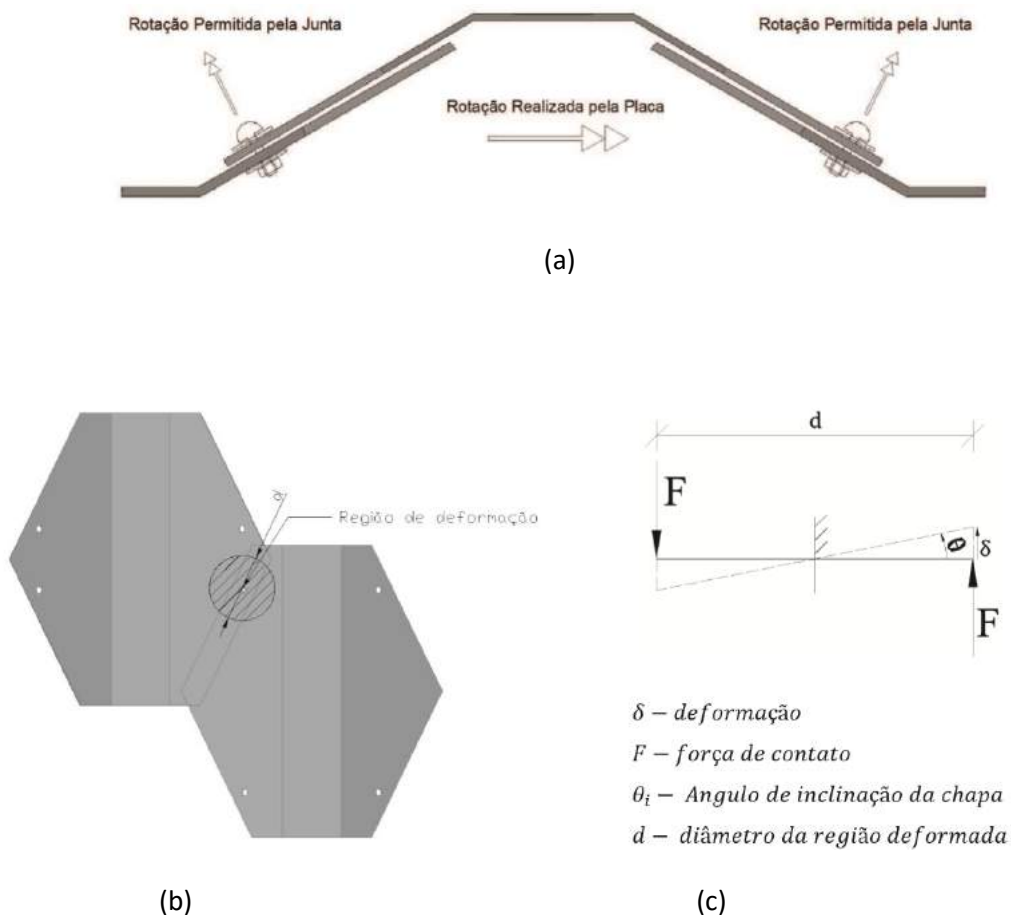 Rotação Permitida pela Junta
Rotação Permitida pela Junta
Rotação Realizada pela Placa
(a)
d
Região de deformação
d
F
θ
δ
F
δ − deformação
F − força de contato
θᵢ − Angulo de inclinação da chapa
d − diâmetro da região deformada
(b)
(c)